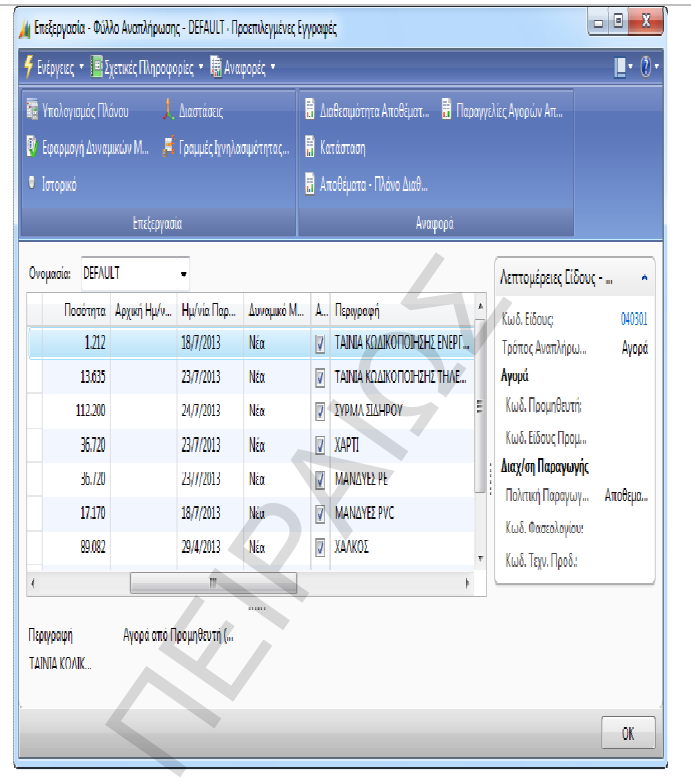 Επεξεργασία - Φύλλο Αναπλήρωσης - DEFAULT · Προεπιλεγμένες Εγγραφές
Ενέργειες Σχετικές Πληροφορίες Αναφορές
Υπολογισμός Πλάνου Διαστάσεις Διαθεσιμότητα Αποθέματ... Παραγγελίες Αγορών Απ...
Εφαρμογή Δυναμικών Μ... Γραμμές Ιχνηλασιμότητας... Κατάσταση
Ιστορικό Αποθέματα - Πλάνο Διαθ...
Επεξεργασία Αναφορά
Ονομασία: DEFAULT
Ποσότητα Αρχική Ημ/ν... Ημ/νία Παρ... Δυναμικό Μ... Α... Περιγραφή
1.212 18/7/2013 Νέα ΤΑΙΝΙΑ ΚΩΔΙΚΟΠΟΙΗΣΗΣ ΕΝΕΡΓ...
13.635 23/7/2013 Νέα ΤΑΙΝΙΑ ΚΩΔΙΚΟΠΟΙΗΣΗΣ ΤΗΛΕ...
112.200 24/7/2013 Νέα ΣΥΡΜΑ ΣΙΔΗΡΟΥ
36.720 23/7/2013 Νέα ΧΑΡΤΙ
36.720 23/7/2013 Νέα ΜΑΝΔΥΕΣ PE
17.170 18/7/2013 Νέα ΜΑΝΔΥΕΣ PVC
89.082 29/4/2013 Νέα ΧΑΛΚΟΣ
Λεπτομέρειες Είδους - ...
Κωδ. Είδους: 040301
Τρόπος Αναπλήρω... Αγορά
Αγορά
Κωδ. Προμηθευτή:
Κωδ. Είδους Προμ...
Διαχ/ση Παραγωγής
Πολιτική Παραγωγ... Αποθεμα...
Κωδ. Φασεολογίου:
Κωδ. Τεχν. Προδ.:
Περιγραφή Αγορά από Προμηθευτή (...
ΤΑΙΝΙΑ ΚΩΔΙΚ...
OK
ΠΕΙΡΑΙΩΣ